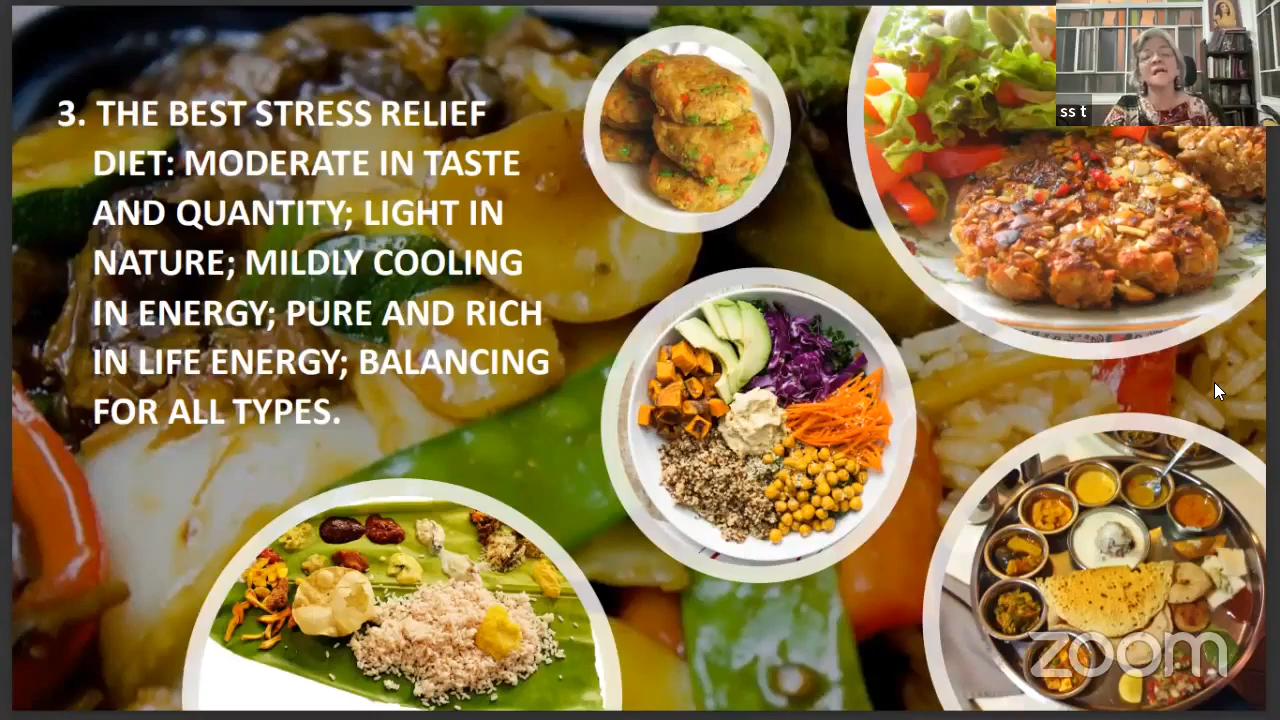 3. THE BEST STRESS RELIEF
DIET: MODERATE IN TASTE
AND QUANTITY; LIGHT IN
NATURE; MILDLY COOLING
IN ENERGY; PURE AND RICH
IN LIFE ENERGY; BALANCING
FOR ALL TYPES.
ss t
zoom